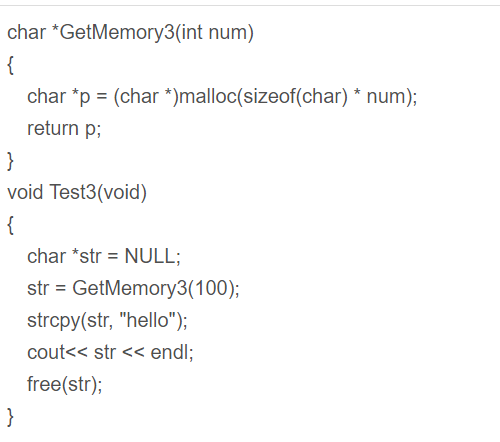 char *GetMemory3(int num)
{
char *p = (char *)malloc(sizeof(char) * num);
return p;
}
void Test3(void)
{
char *str = NULL;
str = GetMemory3(100);
strcpy(str, "hello");
cout<< str << endl;
free(str);
}